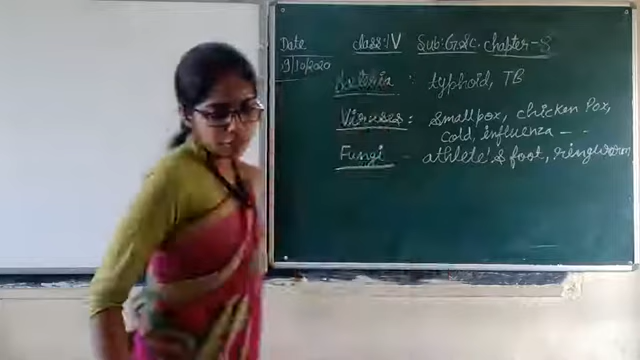 Date class:IV Sub:G.Sc. chapter-8
9/10/2020
Bacteria : typhoid, TB
Viruses: smallpox, chicken Pox,
cold, influenza - -
Fungi - athlete's foot, ringworm